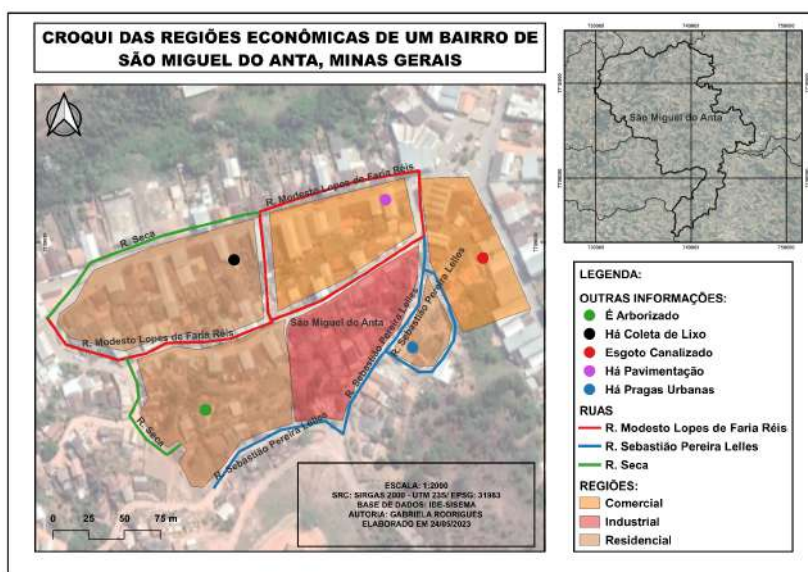 CROQUI DAS REGIÕES ECONÔMICAS DE UM BAIRRO DE
SÃO MIGUEL DO ANTA, MINAS GERAIS
R. Modesto Lopes de Faria Réis
R. Seca
R. Modesto Lopes de Faria Réis
São Miguel do Anta
R. Sebastião Pereira Lelles
R. Sebastião Pereira Lelles
R. Seca
R. Sebastião Pereira Lelles
0 25 50 75 m
ESCALA: 1:2000
SRC: SIRGAS 2000 - UTM 23S/ EPSG: 31983
BASE DE DADOS: IDE-SISEMA
AUTORIA: GABRIELA RODRIGUES
ELABORADO EM 24/05/2023
São Miguel do Anta
LEGENDA:
OUTRAS INFORMAÇÕES:
É Arborizado
Há Coleta de Lixo
Esgoto Canalizado
Há Pavimentação
Há Pragas Urbanas
RUAS
R. Modesto Lopes de Faria Réis
R. Sebastião Pereira Lelles
R. Seca
REGIÕES:
Comercial
Industrial
Residencial